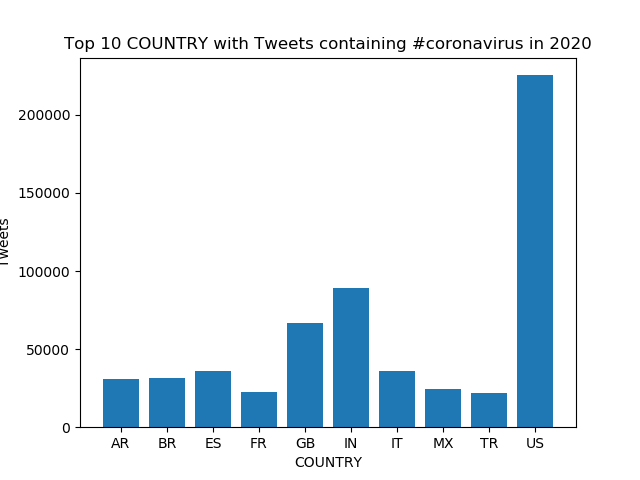 Top 10 COUNTRY with Tweets containing #coronavirus in 2020
200000
150000
100000
50000
0
Tweets
AR BR ES FR GB IN IT MX TR US
COUNTRY